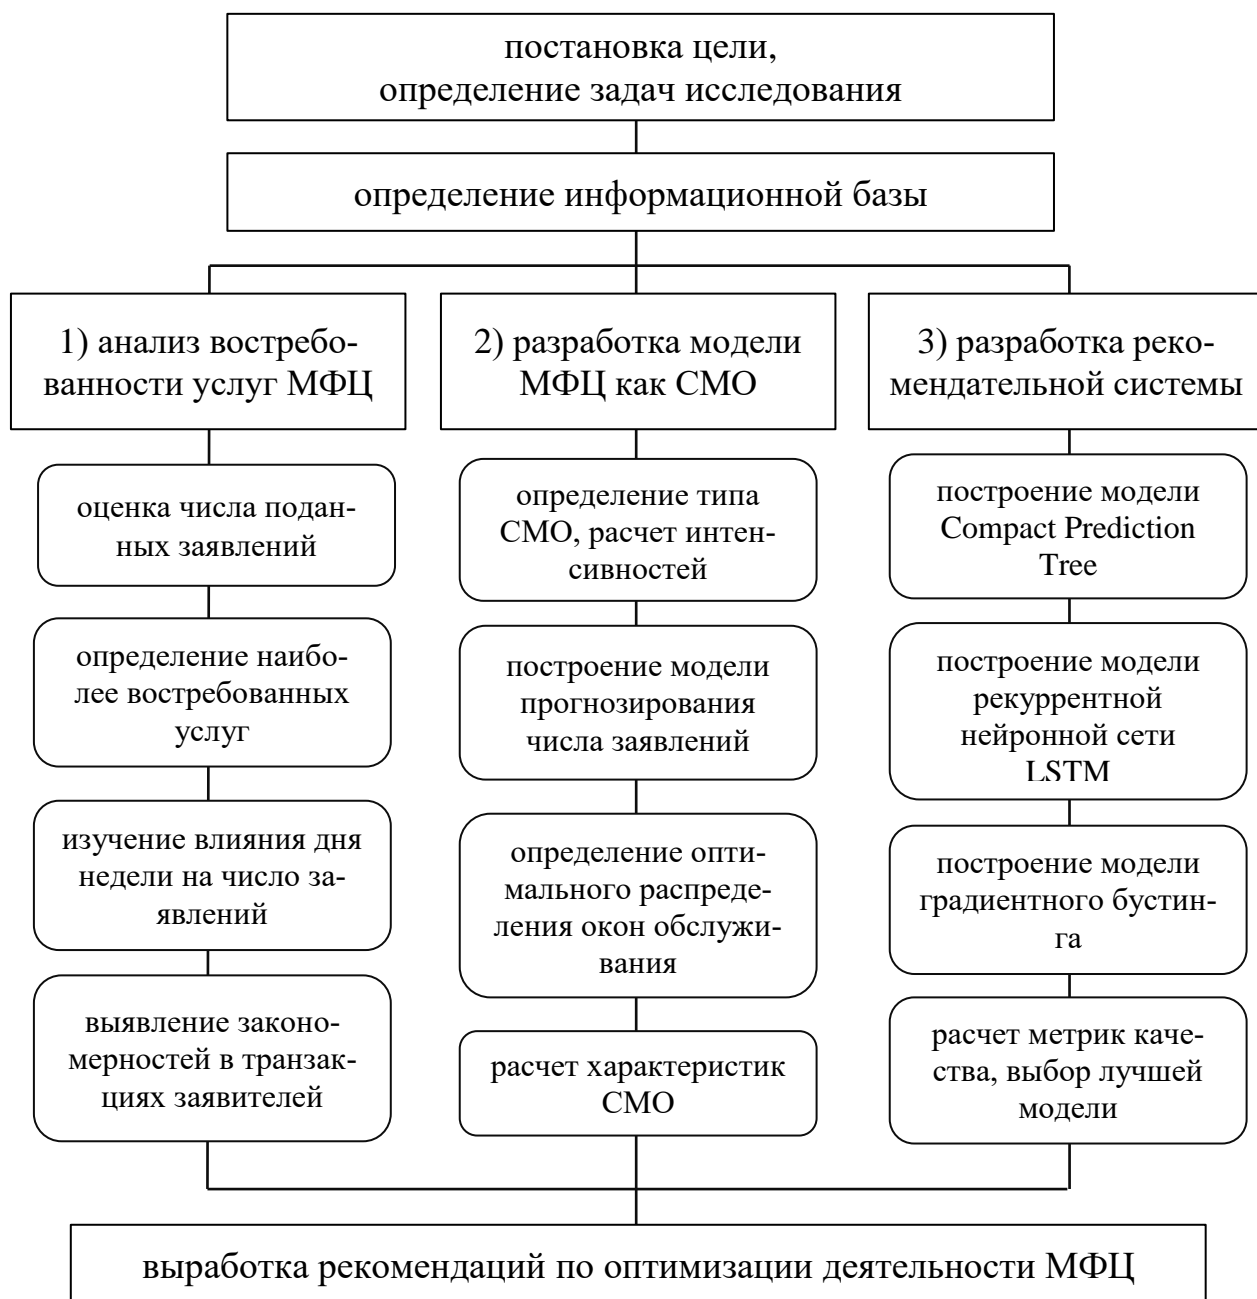 постановка цели,
определение задач исследования
определение информационной базы
1) анализ востребо-
ванности услуг МФЦ
оценка числа подан-
ных заявлений
определение наибо-
лее востребованных
услуг
изучение влияния дня
недели на число за-
явлений
выявление законо-
мерностей в транзак-
циях заявителей
2) разработка модели
МФЦ как СМО
определение типа
СМО, расчет интен-
сивностей
построение модели
прогнозирования
числа заявлений
определение опти-
мального распреде-
ления окон обслужи-
вания
расчет характеристик
СМО
3) разработка реко-
мендательной системы
построение модели
Compact Prediction
Tree
построение модели
рекуррентной
нейронной сети
LSTM
построение модели
градиентного бустин-
га
расчет метрик каче-
ства, выбор лучшей
модели
выработка рекомендаций по оптимизации деятельности МФЦ